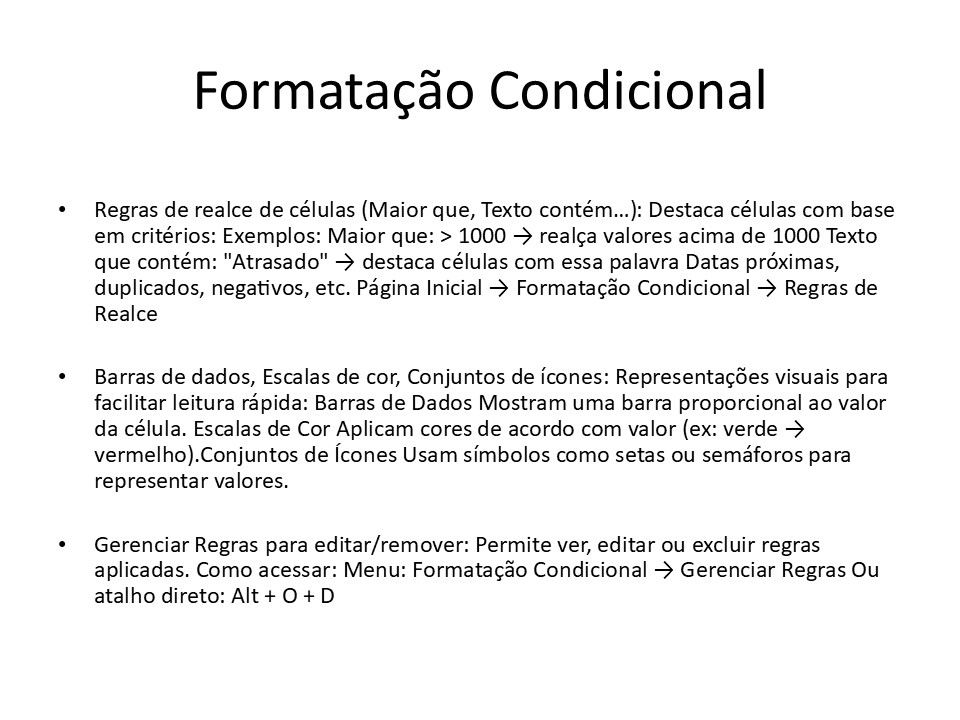 Formatação Condicional
• Regras de realce de células (Maior que, Texto contém…): Destaca células com base
em critérios: Exemplos: Maior que: > 1000 → realça valores acima de 1000 Texto
que contém: "Atrasado" → destaca células com essa palavra Datas próximas,
duplicados, negativos, etc. Página Inicial → Formatação Condicional → Regras de
Realce
• Barras de dados, Escalas de cor, Conjuntos de ícones: Representações visuais para
facilitar leitura rápida: Barras de Dados Mostram uma barra proporcional ao valor
da célula. Escalas de Cor Aplicam cores de acordo com valor (ex: verde →
vermelho).Conjuntos de Ícones Usam símbolos como setas ou semáforos para
representar valores.
• Gerenciar Regras para editar/remover: Permite ver, editar ou excluir regras
aplicadas. Como acessar: Menu: Formatação Condicional → Gerenciar Regras Ou
atalho direto: Alt + O + D